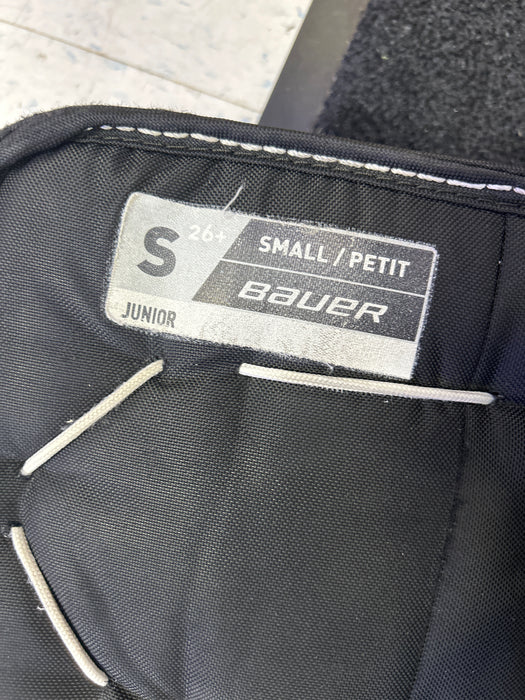 S 26+
SMALL / PETIT
BAUER
JUNIOR